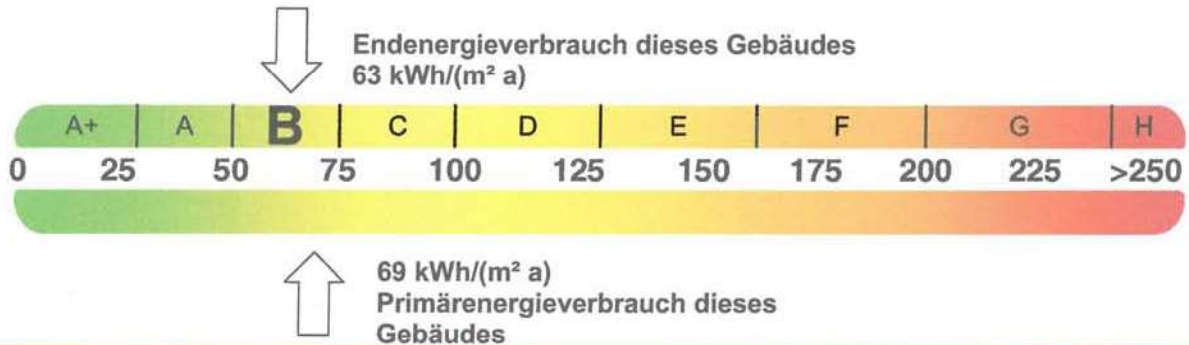 Endenergieverbrauch dieses Gebäudes
63 kWh/(m² a)
A+ A B C D E F G H
0 25 50 75 100 125 150 175 200 225 >250
69 kWh/(m² a)
Primärenergieverbrauch dieses
Gebäudes